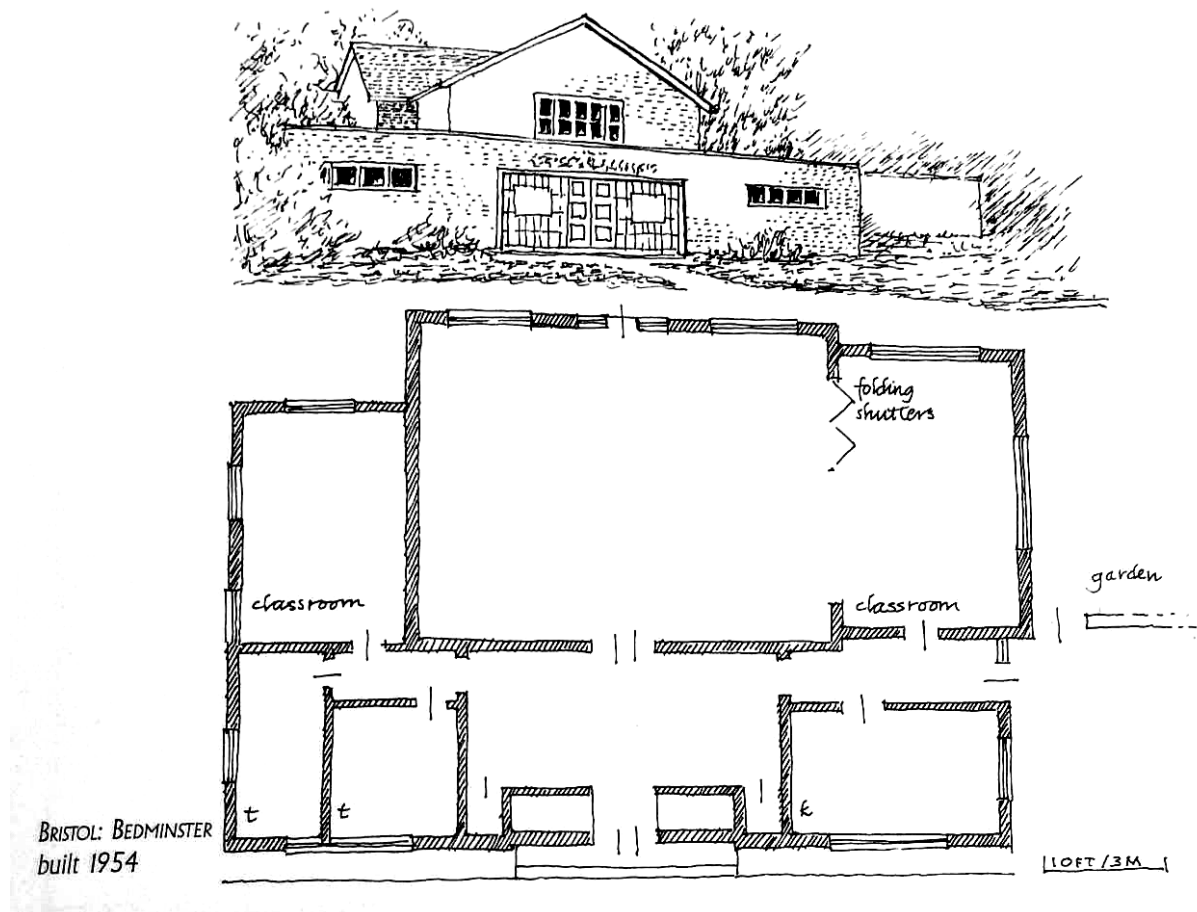 folding
shutters
garden
classroom
classroom
t
t
k
BRISTOL: BEDMINSTER
built 1954
10FT/3M